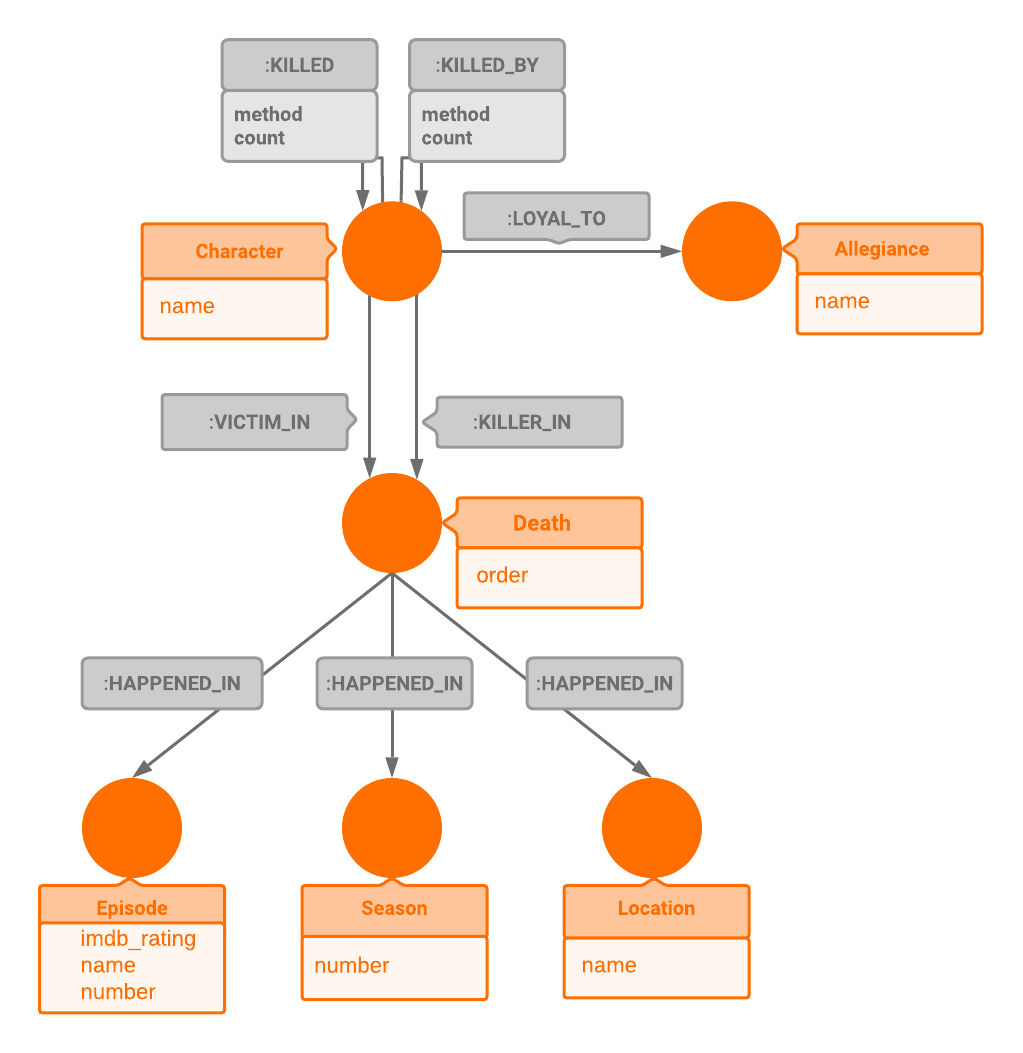 :KILLED
method
count
:KILLED_BY
method
count
:LOYAL_TO
Character
name
Allegiance
name
:VICTIM_IN
:KILLER_IN
Death
order
:HAPPENED_IN
:HAPPENED_IN
:HAPPENED_IN
Episode
imdb_rating
name
number
Season
number
Location
name